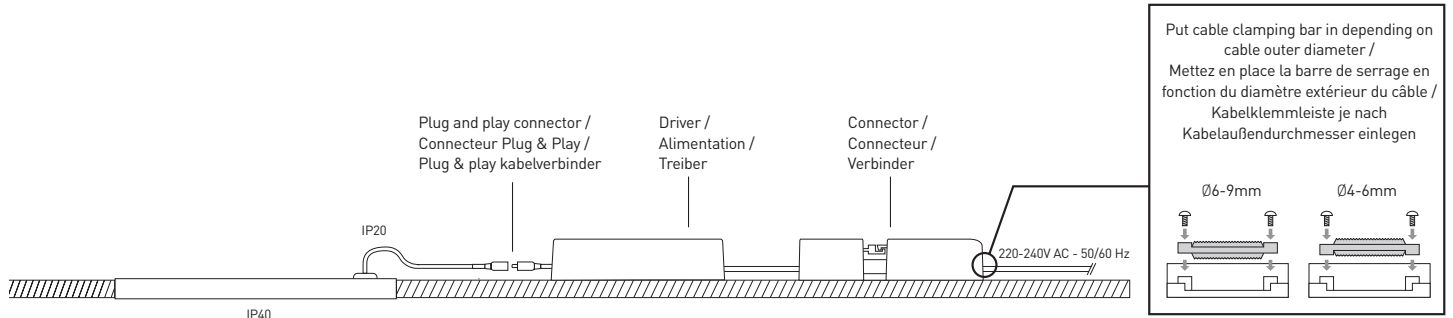 Put cable clamping bar in depending on
cable outer diameter /
Mettez en place la barre de serrage en
fonction du diamètre extérieur du câble /
Kabelklemmleiste je nach
Kabelaußendurchmesser einlegen
Plug and play connector /
Connecteur Plug & Play /
Plug & play kabelverbinder
Driver /
Alimentation /
Treiber
Connector /
Connecteur /
Verbinder
Ø6-9mm
Ø4-6mm
IP20
220-240V AC - 50/60 Hz
IP40